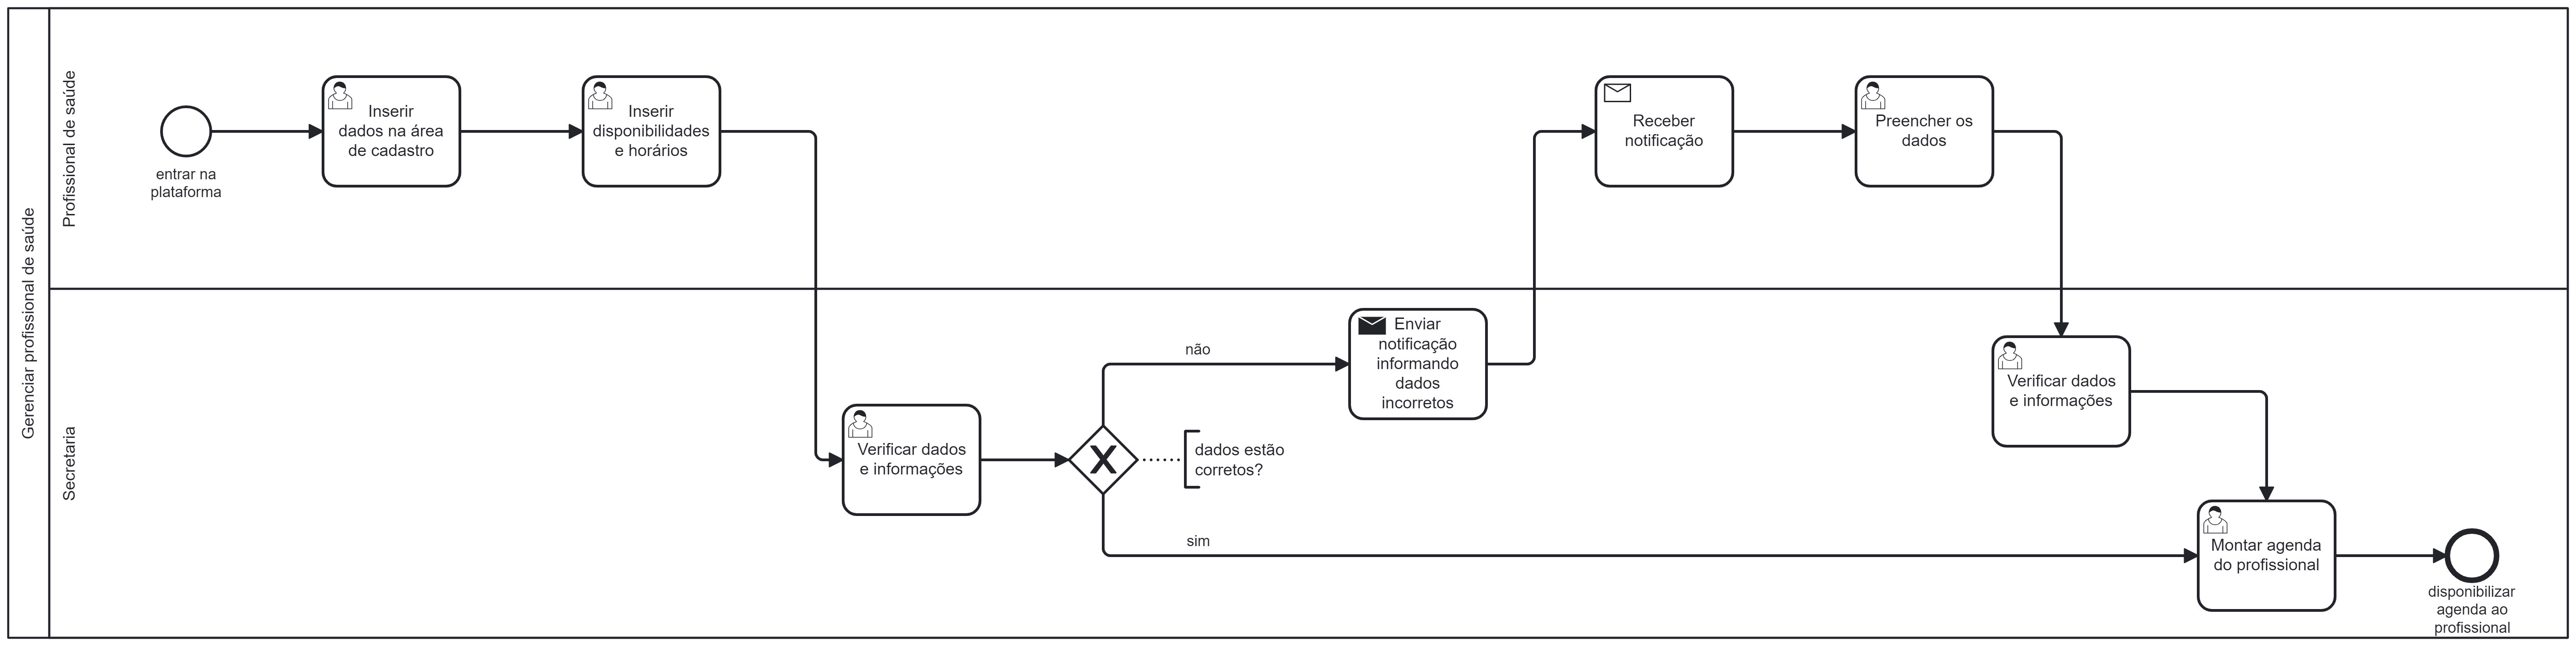 Gerenciar profissional de saúde
Profissional de saúde
entrar na
plataforma
Inserir
dados na área
de cadastro
Inserir
disponibilidades
e horários
Receber
notificação
Preencher os
dados
Secretaria
Verificar dados
e informações
dados estão
corretos?
não
Enviar
notificação
informando
dados
incorretos
sim
Verificar dados
e informações
Montar agenda
do profissional
disponibilizar
agenda ao
profissional